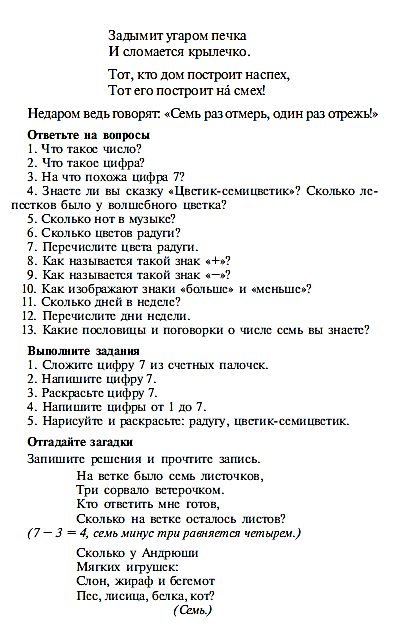 Задымит угаром печка
И сломается крылечко.
Тот, кто дом построит наспех,
Тот его построит на́ смех!
Недаром ведь говорят: «Семь раз отмерь, один раз отрежь!»
Ответьте на вопросы
1. Что такое число?
2. Что такое цифра?
3. На что похожа цифра 7?
4. Знаете ли вы сказку «Цветик-семицветик»? Сколько ле-
пестков было у волшебного цветка?
5. Сколько нот в музыке?
6. Сколько цветов радуги?
7. Перечислите цвета радуги.
8. Как называется такой знак «+»?
9. Как называется такой знак «−»?
10. Как изображают знаки «больше» и «меньше»?
11. Сколько дней в неделе?
12. Перечислите дни недели.
13. Какие пословицы и поговорки о числе семь вы знаете?
Выполните задания
1. Сложите цифру 7 из счетных палочек.
2. Напишите цифру 7.
3. Раскрасьте цифру 7.
4. Напишите цифры от 1 до 7.
5. Нарисуйте и раскрасьте: радугу, цветик-семицветик.
Отгадайте загадки
Запишите решения и прочтите запись.
На ветке было семь листочков,
Три сорвало ветерочком.
Кто ответить мне готов,
Сколько на ветке осталось листов?
(7 − 3 = 4, семь минус три равняется четырем.)
Сколько у Андрюши
Мягких игрушек:
Слон, жираф и бегемот
Пес, лисица, белка, кот?
(Семь.)